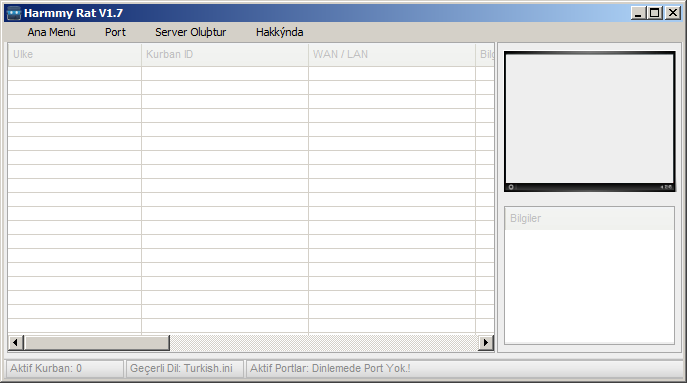 Harmmy Rat V1.7
Ana Menü Port Server Oluþtur Hakkýnda
Ulke Kurban ID WAN / LAN Bilg
Bilgiler
Aktif Kurban: 0 Geçerli Dil: Turkish.ini Aktif Portlar: Dinlemede Port Yok.!